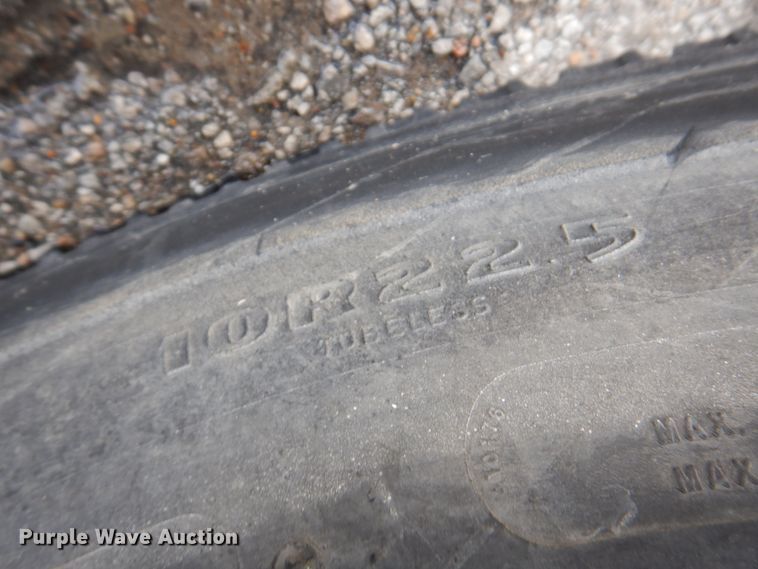 10R22.5
TUBELESS
MAX.
MAX
Purple Wave Auction